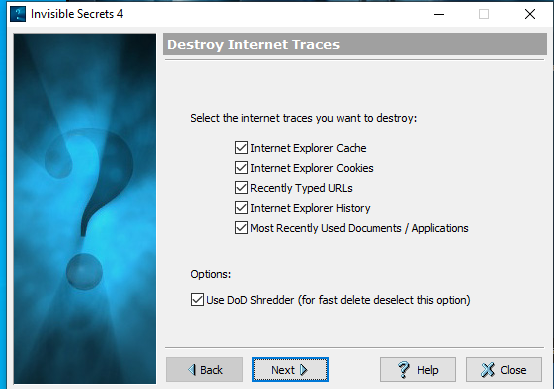 Invisible Secrets 4
Destroy Internet Traces
Select the internet traces you want to destroy:
Internet Explorer Cache
Internet Explorer Cookies
Recently Typed URLs
Internet Explorer History
Most Recently Used Documents / Applications
Options:
Use DoD Shredder (for fast delete deselect this option)
Back Next Help Close